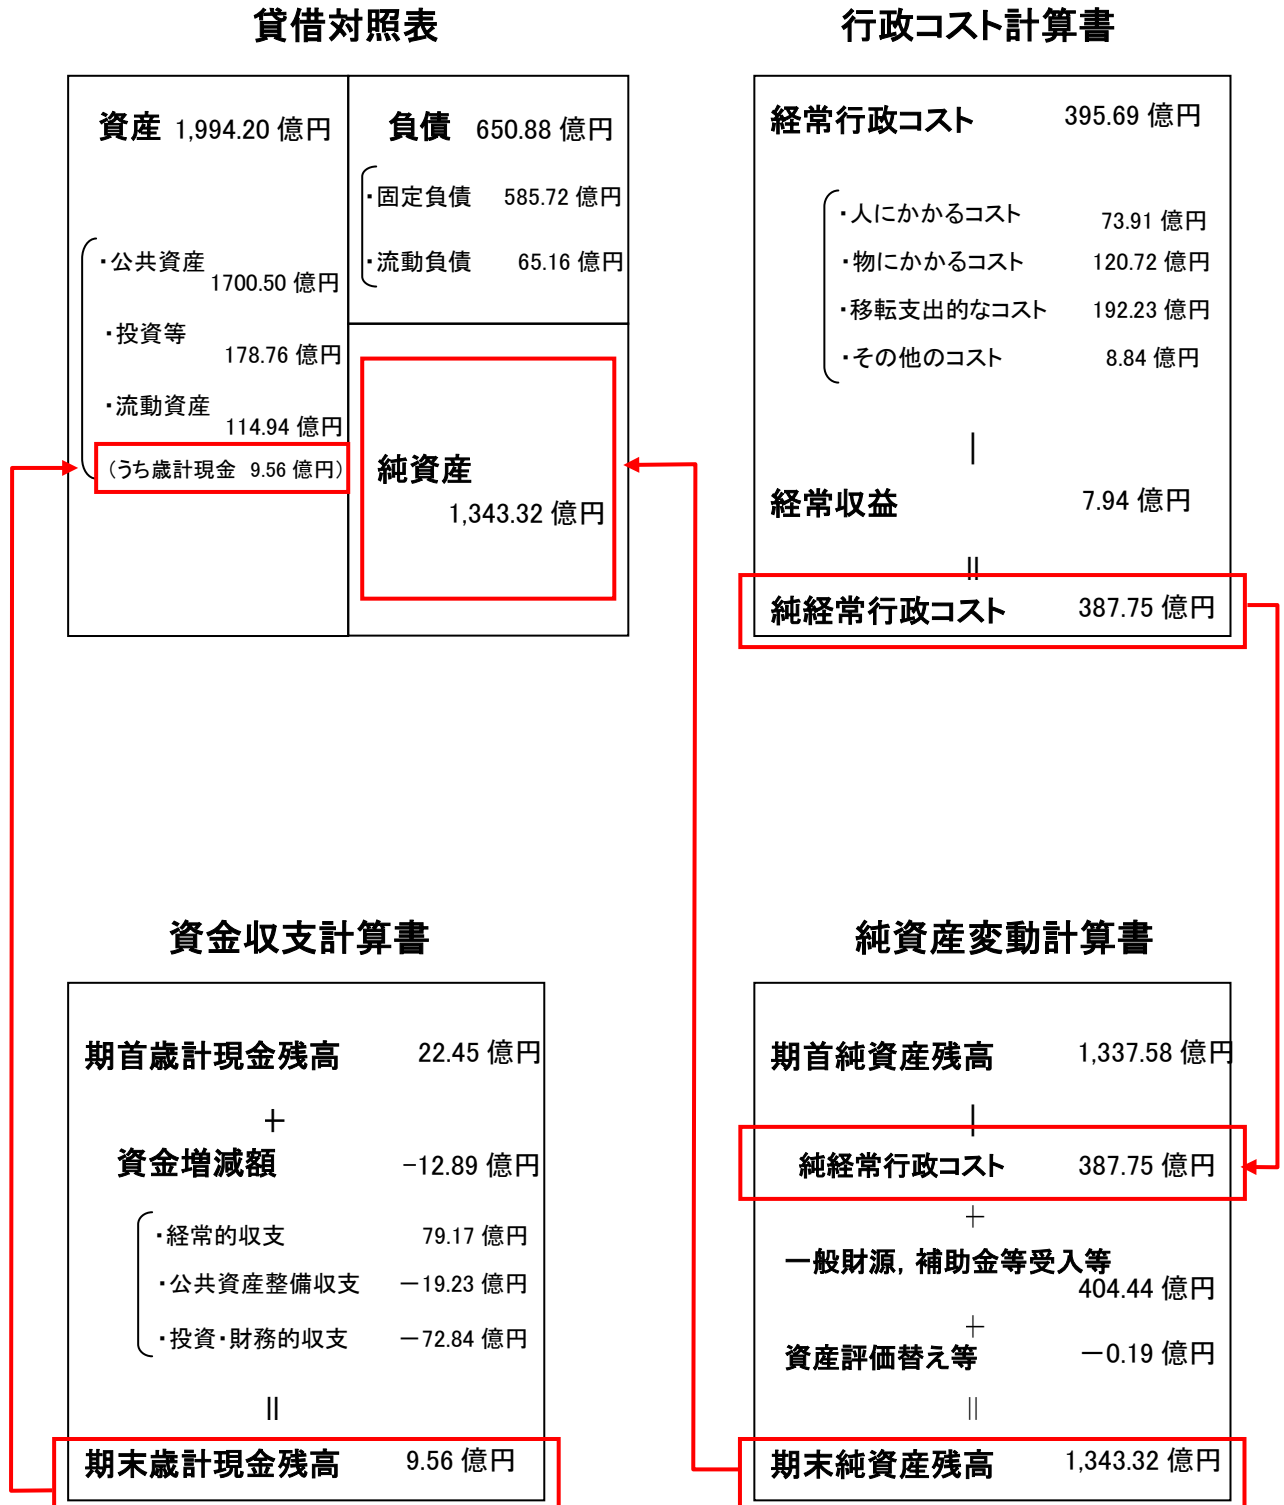 貸借対照表
資産 1,994.20 億円
・公共資産
1700.50 億円
・投資等
178.76 億円
・流動資産
114.94 億円
(うち歳計現金 9.56 億円)
負債 650.88 億円
・固定負債 585.72 億円
・流動負債 65.16 億円
純資産
1,343.32 億円
行政コスト計算書
経常行政コスト 395.69 億円
・人にかかるコスト 73.91 億円
・物にかかるコスト 120.72 億円
・移転支出的なコスト 192.23 億円
・その他のコスト 8.84 億円
－
経常収益 7.94 億円
＝
純経常行政コスト 387.75 億円
資金収支計算書
期首歳計現金残高 22.45 億円
＋
資金増減額 -12.89 億円
・経常的収支 79.17 億円
・公共資産整備収支 －19.23 億円
・投資・財務的収支 －72.84 億円
＝
期末歳計現金残高 9.56 億円
純資産変動計算書
期首純資産残高 1,337.58 億円
－
純経常行政コスト 387.75 億円
＋
一般財源，補助金等受入等
404.44 億円
＋
資産評価替え等 －0.19 億円
＝
期末純資産残高 1,343.32 億円